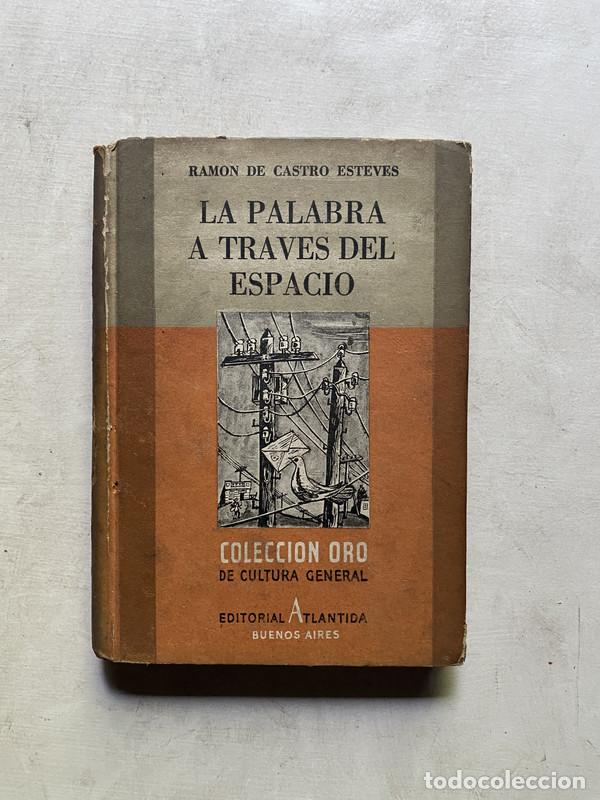 RAMON DE CASTRO ESTEVES
LA PALABRA
A TRAVES DEL
ESPACIO
COLECCION ORO
DE CULTURA GENERAL
EDITORIAL ATLANTIDA
BUENOS AIRES
todocoleccion